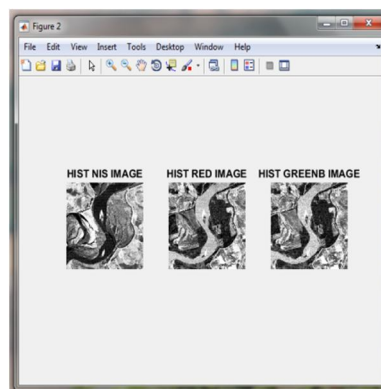 Figure 2
File Edit View Insert Tools Desktop Window Help
HIST NIS IMAGE HIST RED IMAGE HIST GREENB IMAGE